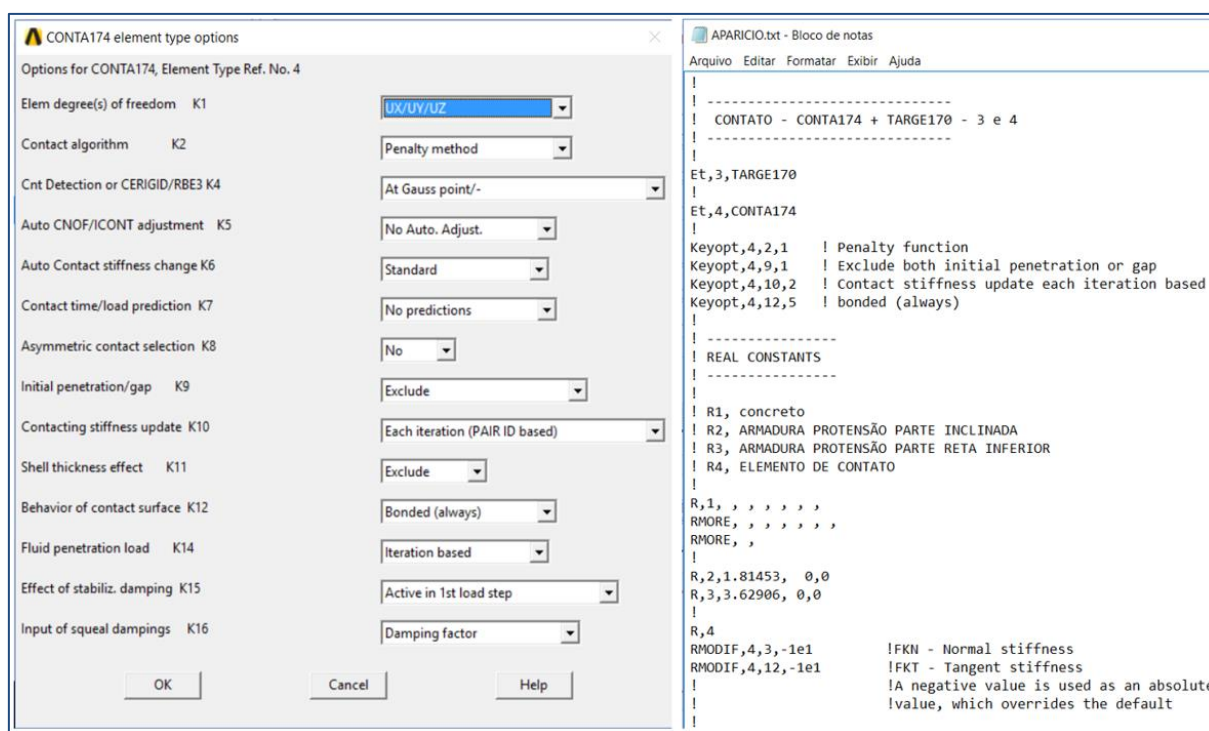 CONTA174 element type options
Options for CONTA174, Element Type Ref. No. 4
Elem degree(s) of freedom K1 UX/UY/UZ
Contact algorithm K2 Penalty method
Cnt Detection or CERIGID/RBE3 K4 At Gauss point/-
Auto CNOF/ICONT adjustment K5 No Auto. Adjust.
Auto Contact stiffness change K6 Standard
Contact time/load prediction K7 No predictions
Asymmetric contact selection K8 No
Initial penetration/gap K9 Exclude
Contacting stiffness update K10 Each iteration (PAIR ID based)
Shell thickness effect K11 Exclude
Behavior of contact surface K12 Bonded (always)
Fluid penetration load K14 Iteration based
Effect of stabiliz. damping K15 Active in 1st load step
Input of squeal dampings K16 Damping factor
OK Cancel Help
APARICIO.txt - Bloco de notas
Arquivo Editar Formatar Exibir Ajuda
!
! -------------------------------
! CONTATO - CONTA174 + TARGE170 - 3 e 4
! -------------------------------
!
Et,3,TARGE170
!
Et,4,CONTA174
!
Keyopt,4,2,1 ! Penalty function
Keyopt,4,9,1 ! Exclude both initial penetration or gap
Keyopt,4,10,2 ! Contact stiffness update each iteration based
Keyopt,4,12,5 ! bonded (always)
!
! ----------------
! REAL CONSTANTS
! ----------------
!
! R1, concreto
! R2, ARMADURA PROTENSÃO PARTE INCLINADA
! R3, ARMADURA PROTENSÃO PARTE RETA INFERIOR
! R4, ELEMENTO DE CONTATO
!
R,1, , , , , , ,
RMORE, , , , , , ,
RMORE, ,
!
R,2,1.81453, 0,0
R,3,3.62906, 0,0
!
R,4
RMODIF,4,3,-1e1 !FKN - Normal stiffness
RMODIF,4,12,-1e1 !FKT - Tangent stiffness
! !A negative value is used as an absolute
! !value, which overrides the default
!